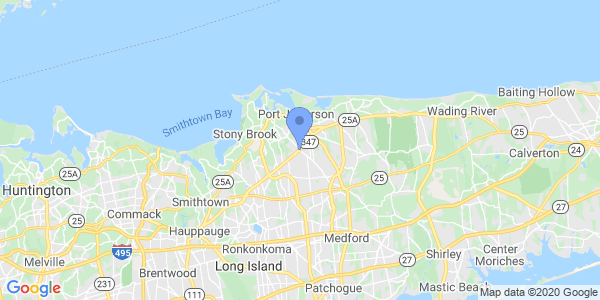 Baiting Hollow
Smithtown Bay
Port Jefferson
Wading River
25A
Stony Brook
25
347
24
Calverton
25A
25A
25
Huntington
Smithtown
Commack
25
27
Hauppauge
Medford
495
Ronkonkoma
Shirley
Center
Moriches
Melville
Long Island
27
Brentwood
231
27
Patchogue
Mastic Beach
Google
Map data ©2020 Google